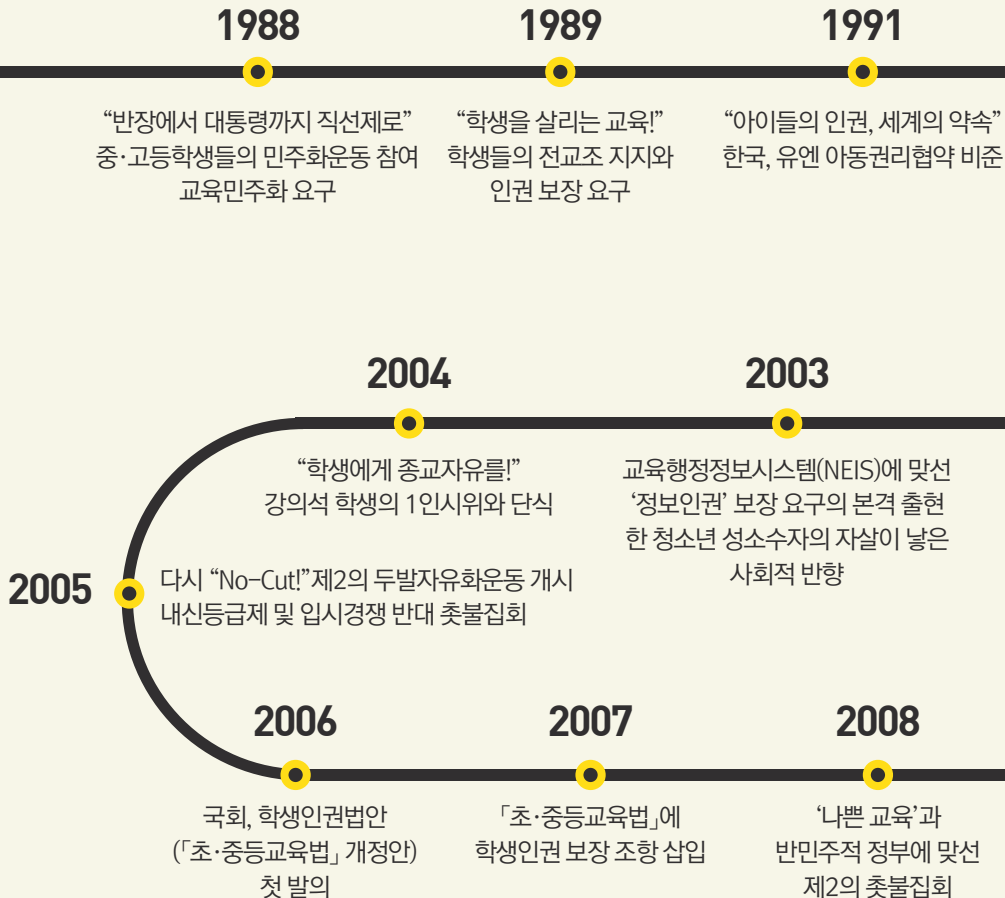 1988
“반장에서 대통령까지 직선제로”
중·고등학생들의 민주화운동 참여
교육민주화 요구
1989
“학생을 살리는 교육!”
학생들의 전교조 지지와
인권 보장 요구
1991
“아이들의 인권, 세계의 약속”
한국, 유엔 아동권리협약 비준
2003
교육행정정보시스템(NEIS)에 맞선
‘정보인권’ 보장 요구의 본격 출현
한 청소년 성소수자의 자살이 낳은
사회적 반향
2004
“학생에게 종교자유를!”
강의석 학생의 1인시위와 단식
2005
다시 “No-Cut!”제2의 두발자유화운동 개시
내신등급제 및 입시경쟁 반대 촛불집회
2006
국회, 학생인권법안
(「초·중등교육법」 개정안)
첫 발의
2007
「초·중등교육법」에
학생인권 보장 조항 삽입
2008
‘나쁜 교육’과
반민주적 정부에 맞선
제2의 촛불집회